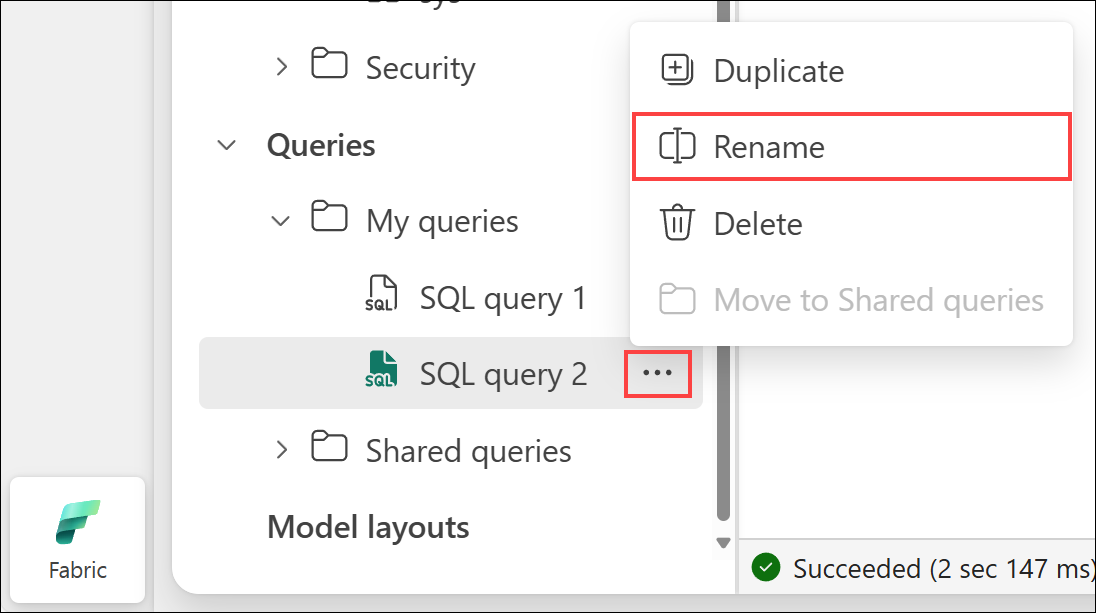 Security
Queries
My queries
SQL
SQL query 1
SQL
SQL query 2
...
Shared queries
Model layouts
Fabric
Duplicate
Rename
Delete
Move to Shared queries
Succeeded (2 sec 147 ms)